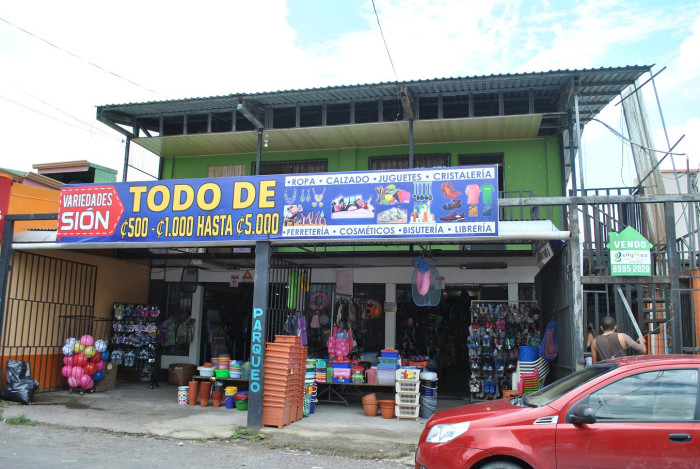 VARIEDADES
SIÓN
TODO DE
₡500 - ₡1.000 HASTA ₡5.000
• ROPA • CALZADO • JUGUETES • CRISTALERÍA
• FERRETERÍA • COSMÉTICOS • BISUTERÍA • LIBRERÍA
PARQUEO
VENDO
8995-2020